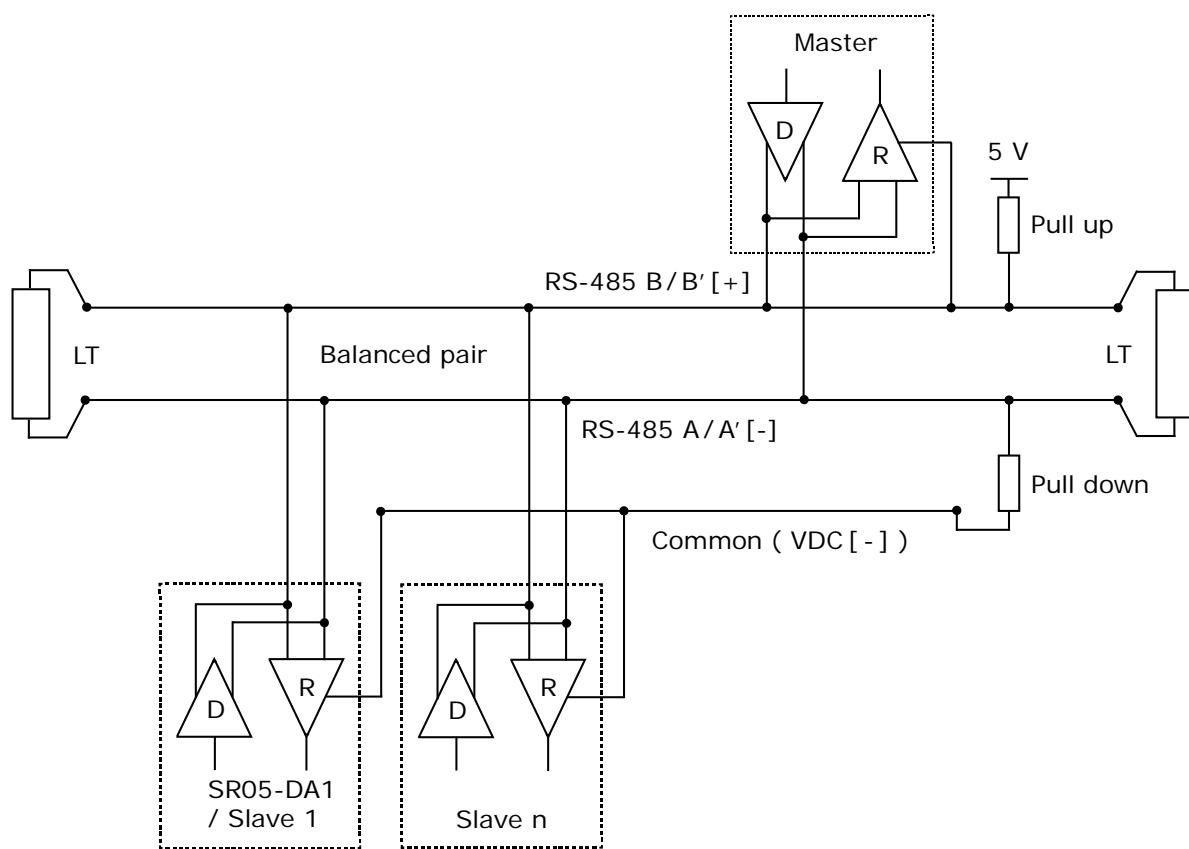 Master
D
R
5 V
Pull up
RS-485 B/B' [+]
LT
Balanced pair
LT
RS-485 A/A' [-]
Pull down
Common ( VDC [ - ] )
D
R
D
R
SR05-DA1
/ Slave 1
Slave n